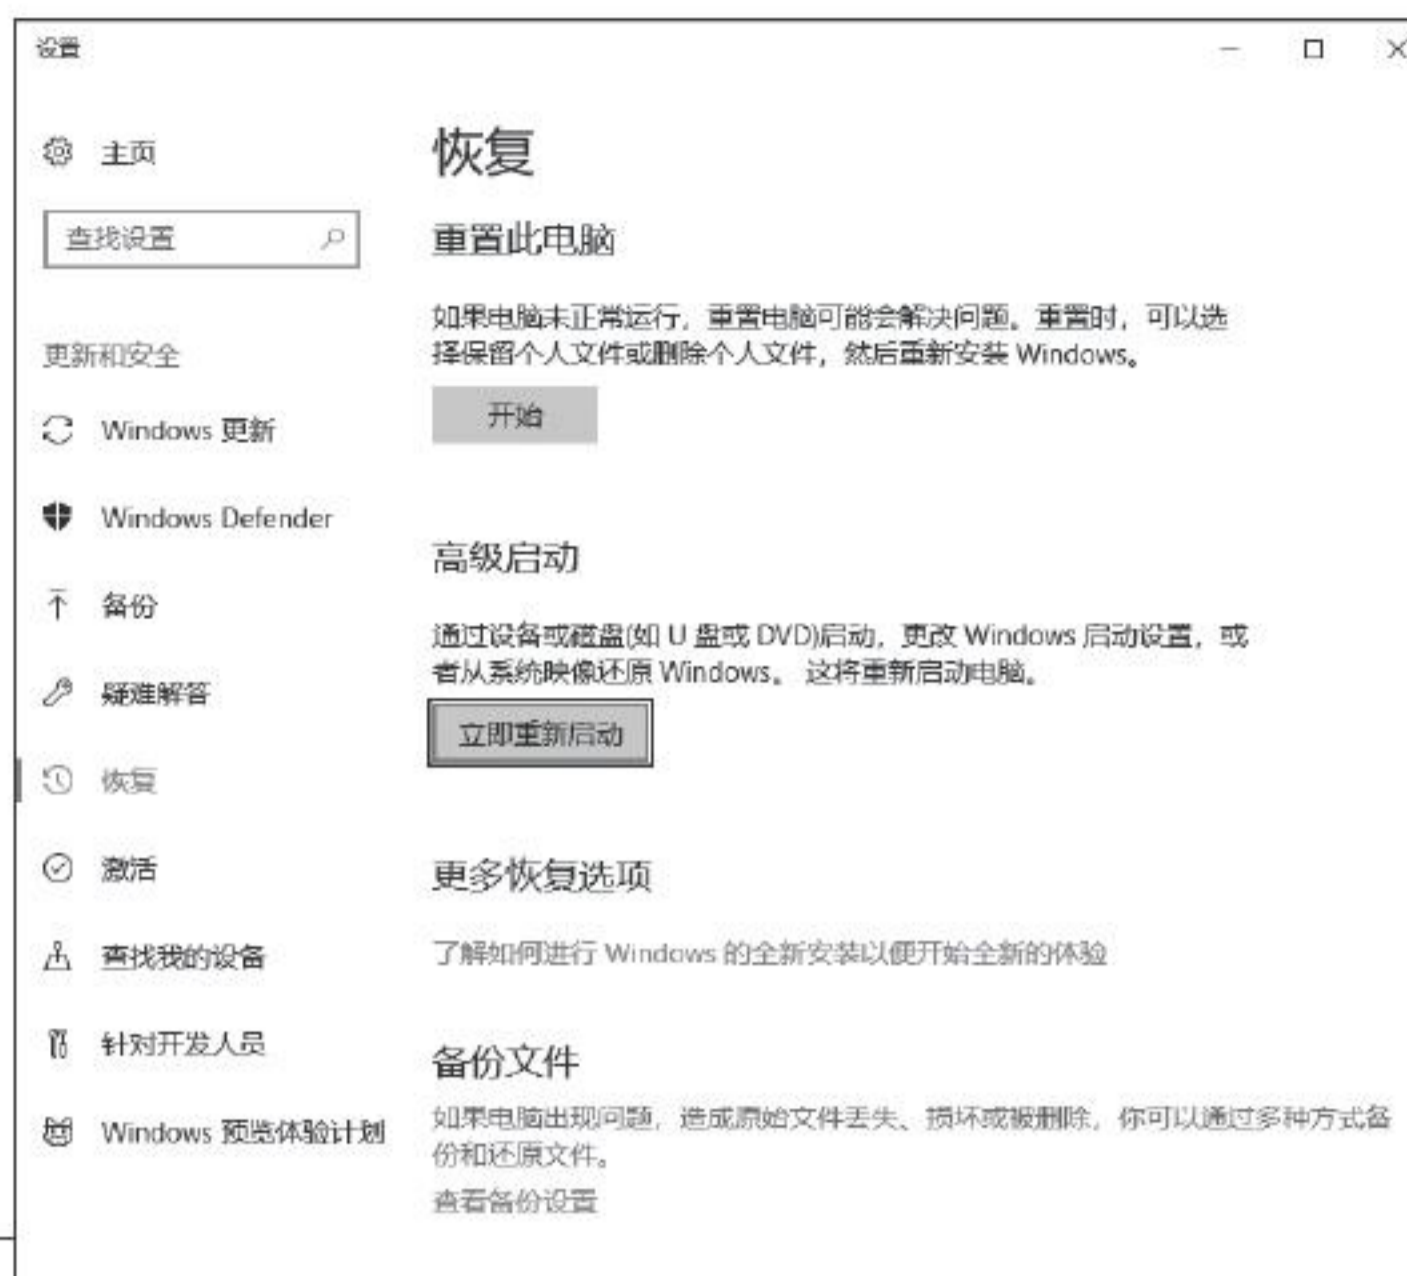 设置
主页
查找设置
更新和安全
Windows 更新
Windows Defender
备份
疑难解答
恢复
激活
查找我的设备
针对开发人员
Windows 预览体验计划
恢复
重置此电脑
如果电脑未正常运行，重置电脑可能会解决问题。重置时，可以选
择保留个人文件或删除个人文件，然后重新安装 Windows。
开始
高级启动
通过设备或磁盘(如 U 盘或 DVD)启动，更改 Windows 启动设置，或
者从系统映像还原 Windows。 这将重新启动电脑。
立即重新启动
更多恢复选项
了解如何进行 Windows 的全新安装以便开始全新的体验
备份文件
如果电脑出现问题，造成原始文件丢失、损坏或被删除，你可以通过多种方式备
份和还原文件。
查看备份设置